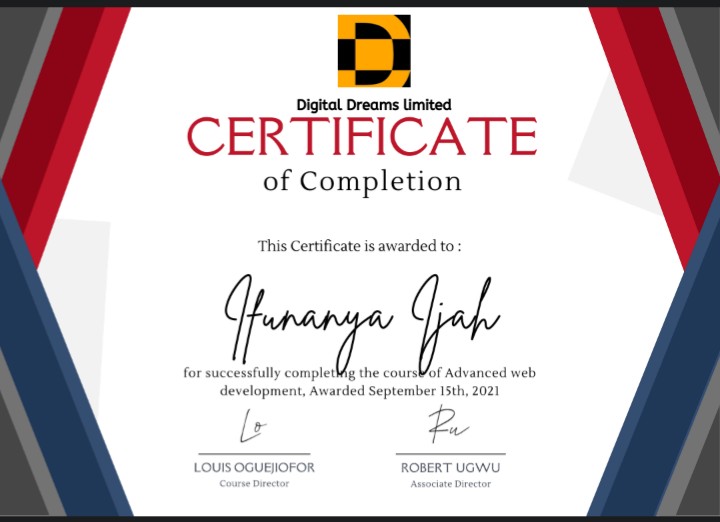 D
Digital Dreams limited
CERTIFICATE
of Completion
This Certificate is awarded to :
Ifunanya Ijah
for successfully completing the course of Advanced web
development, Awarded September 15th, 2021
Lo Ru
LOUIS OGUEJIOFOR ROBERT UGWU
Course Director Associate Director